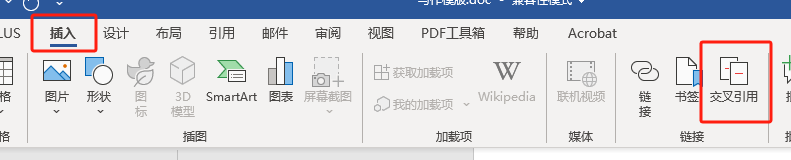 写作模版.doc - 兼容性模式
LUS 插入 设计 布局 引用 邮件 审阅 视图 PDF工具箱 帮助 Acrobat
格 图片 形状 图标 3D模型 SmartArt 图表 屏幕截图 获取加载项 我的加载项 Wikipedia 联机视频 链接 书签 交叉引用
格 插图 加载项 媒体 链接